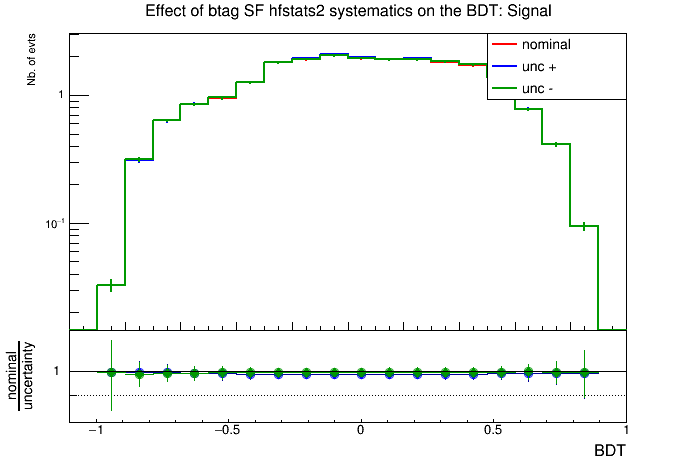 Effect of btag SF hfstats2 systematics on the BDT: Signal
Nb. of evts
nominal
unc +
unc -
1
10⁻¹
nominal
uncertainty
1
−1 −0.5 0 0.5 1
BDT